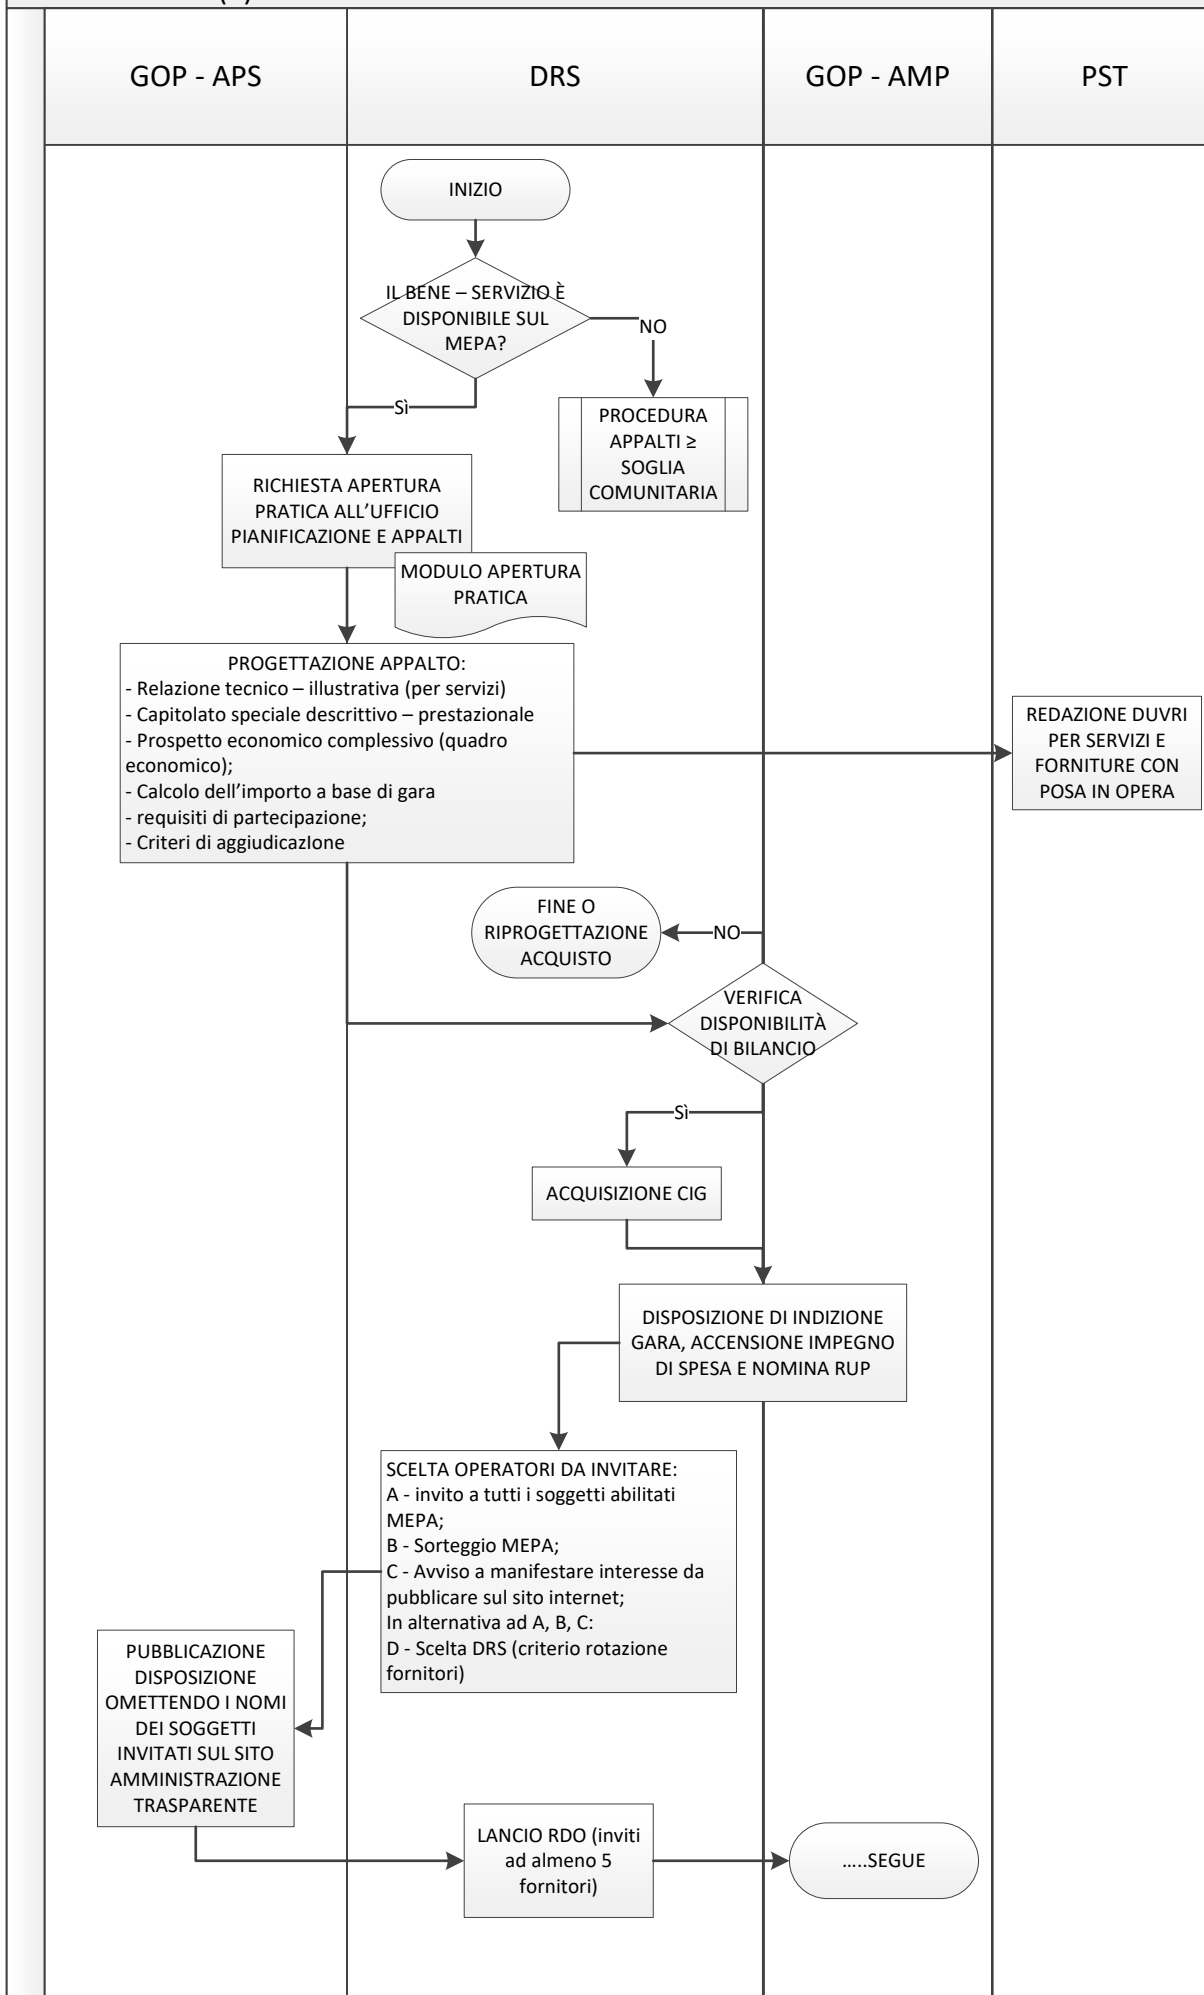 GOP - APS
DRS
GOP - AMP
PST
INIZIO
IL BENE – SERVIZIO È
DISPONIBILE SUL
MEPA?
NO
Sì
PROCEDURA
APPALTI ≥
SOGLIA
COMUNITARIA
RICHIESTA APERTURA
PRATICA ALL’UFFICIO
PIANIFICAZIONE E APPALTI
MODULO APERTURA
PRATICA
PROGETTAZIONE APPALTO:
- Relazione tecnico – illustrativa (per servizi)
- Capitolato speciale descrittivo – prestazionale
- Prospetto economico complessivo (quadro
economico);
- Calcolo dell’importo a base di gara
- requisiti di partecipazione;
- Criteri di aggiudicazIone
REDAZIONE DUVRI
PER SERVIZI E
FORNITURE CON
POSA IN OPERA
FINE O
RIPROGETTAZIONE
ACQUISTO
NO
VERIFICA
DISPONIBILITÀ
DI BILANCIO
Sì
ACQUISIZIONE CIG
DISPOSIZIONE DI INDIZIONE
GARA, ACCENSIONE IMPEGNO
DI SPESA E NOMINA RUP
SCELTA OPERATORI DA INVITARE:
A - invito a tutti i soggetti abilitati
MEPA;
B - Sorteggio MEPA;
C - Avviso a manifestare interesse da
pubblicare sul sito internet;
In alternativa ad A, B, C:
D - Scelta DRS (criterio rotazione
fornitori)
PUBBLICAZIONE
DISPOSIZIONE
OMETTENDO I NOMI
DEI SOGGETTI
INVITATI SUL SITO
AMMINISTRAZIONE
TRASPARENTE
LANCIO RDO (inviti
ad almeno 5
fornitori)
…..SEGUE